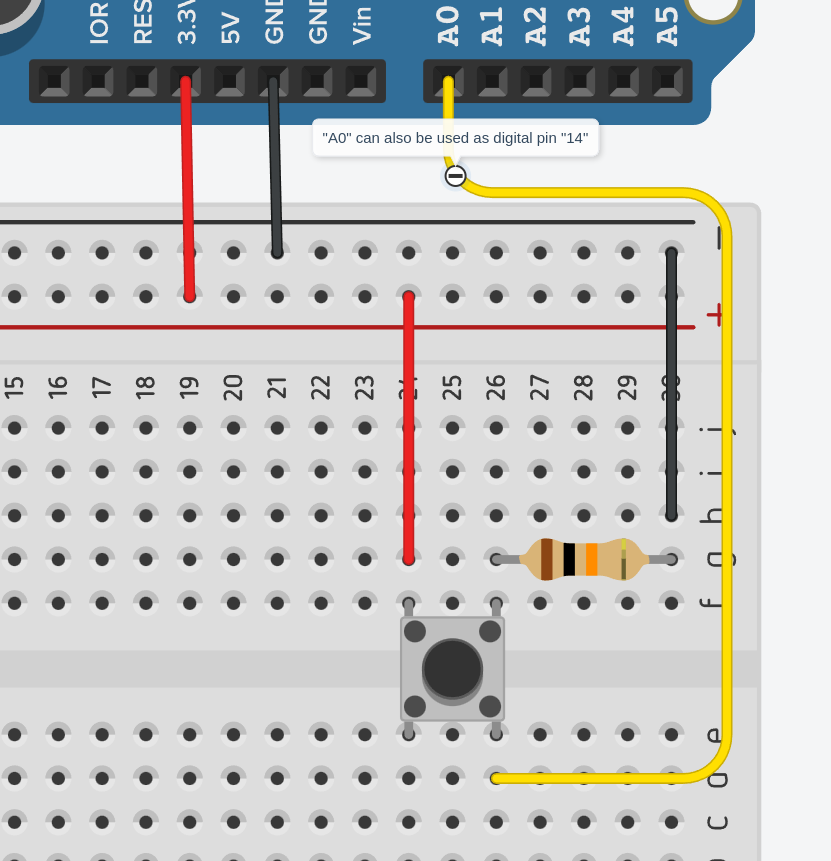 IOR RES 3.3V 5V GND GND Vin A0 A1 A2 A3 A4 A5
"A0" can also be used as digital pin "14"
−
+
15 16 17 18 19 20 21 22 23 24 25 26 27 28 29 30
j
i
h
g
f
e
d
c